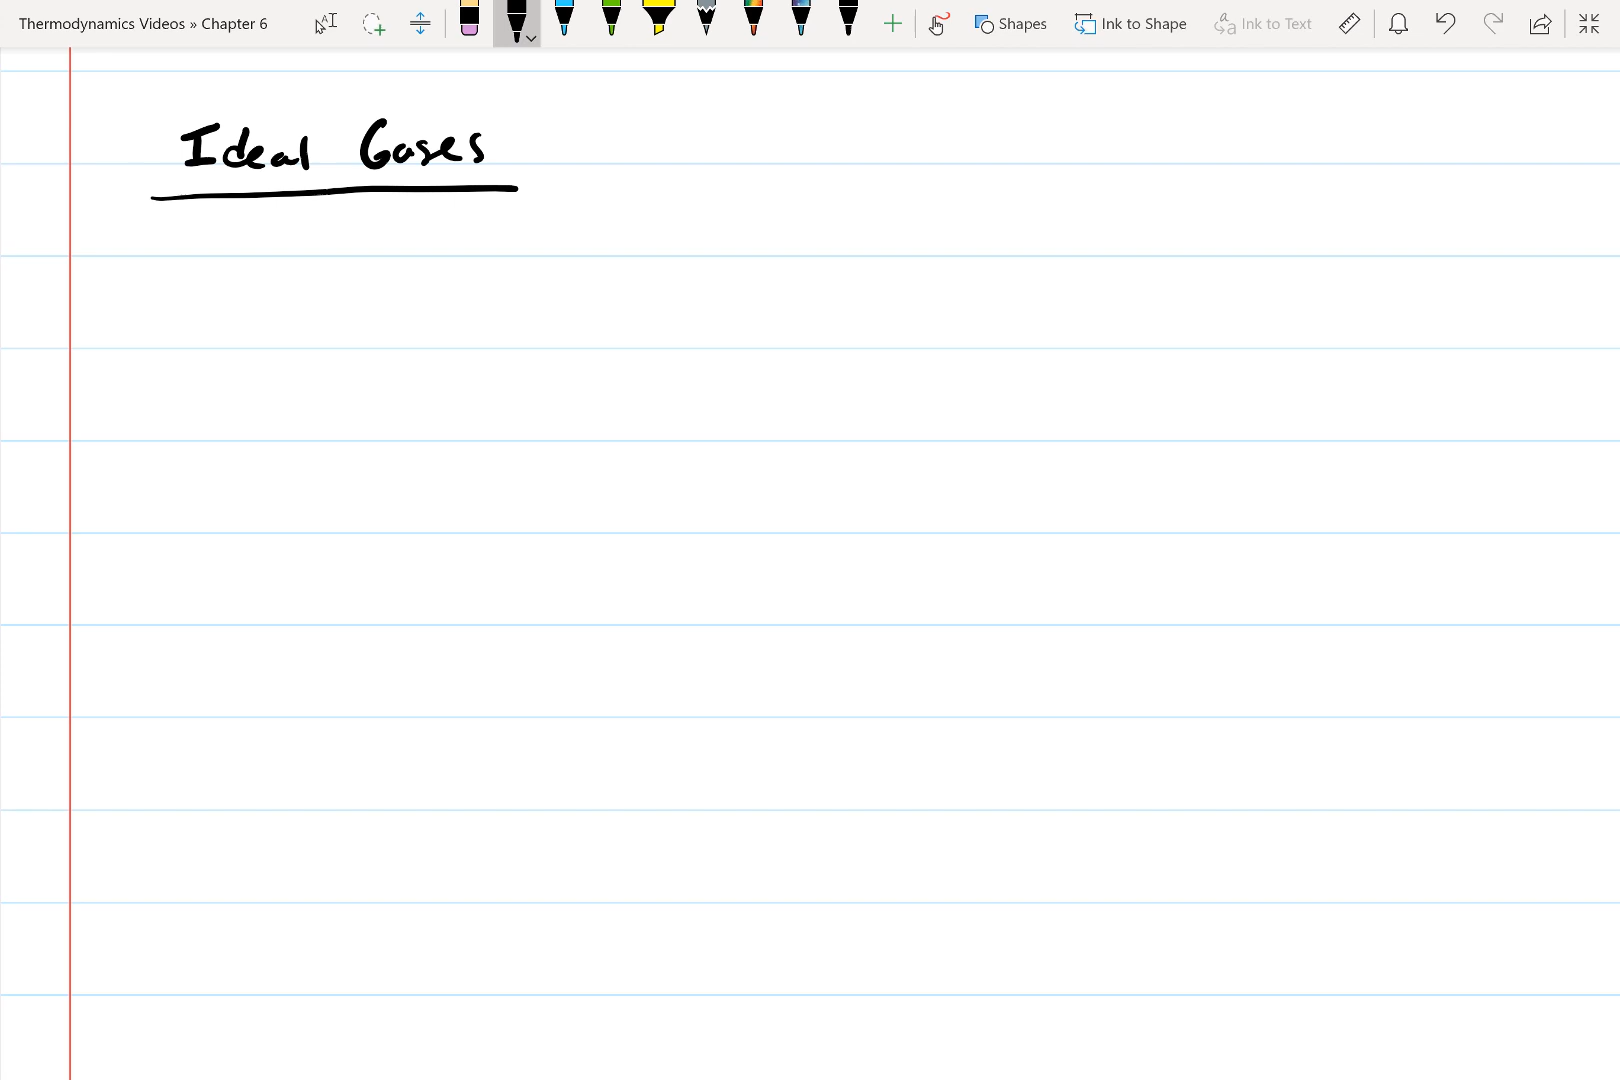 Thermodynamics Videos » Chapter 6
Shapes
Ink to Shape
Ink to Text
Ideal Gases